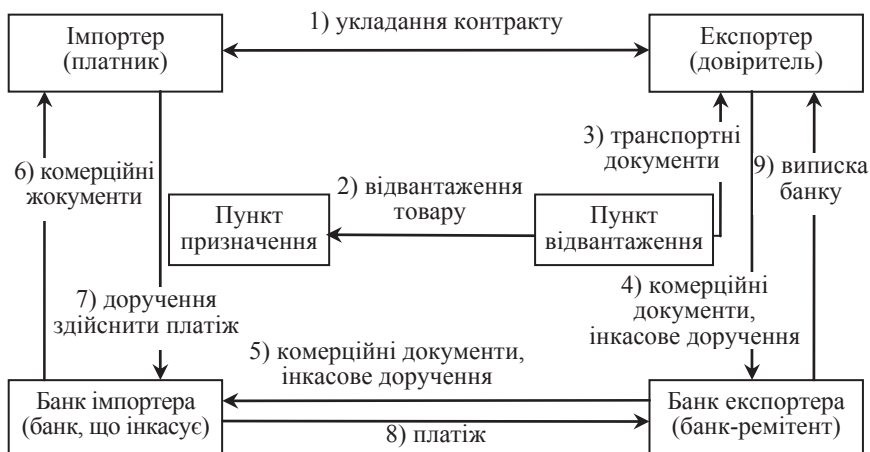 1) укладання контракту
Імпортер
(платник)
Експортер
(довіритель)
3) транспортні
документи
6) комерційні
жокументи
9) виписка
банку
2) відвантаження
товару
Пункт
призначення
Пункт
відвантаження
7) доручення
здійснити платіж
4) комерційні
документи,
інкасове доручення
5) комерційні документи,
інкасове доручення
Банк імпортера
(банк, що інкасує)
8) платіж
Банк експортера
(банк-ремітент)